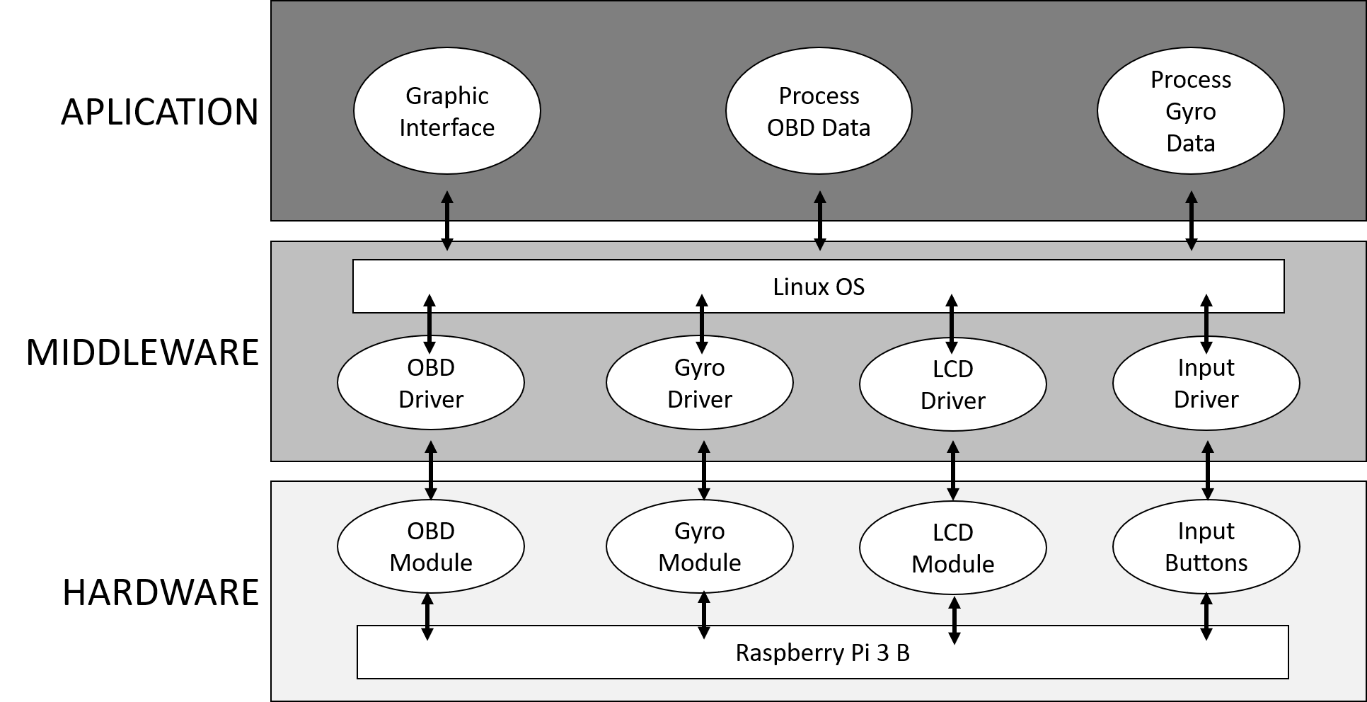 APLICATION
Graphic
Interface
Process
OBD Data
Process
Gyro
Data
MIDDLEWARE
Linux OS
OBD
Driver
Gyro
Driver
LCD
Driver
Input
Driver
HARDWARE
OBD
Module
Gyro
Module
LCD
Module
Input
Buttons
Raspberry Pi 3 B